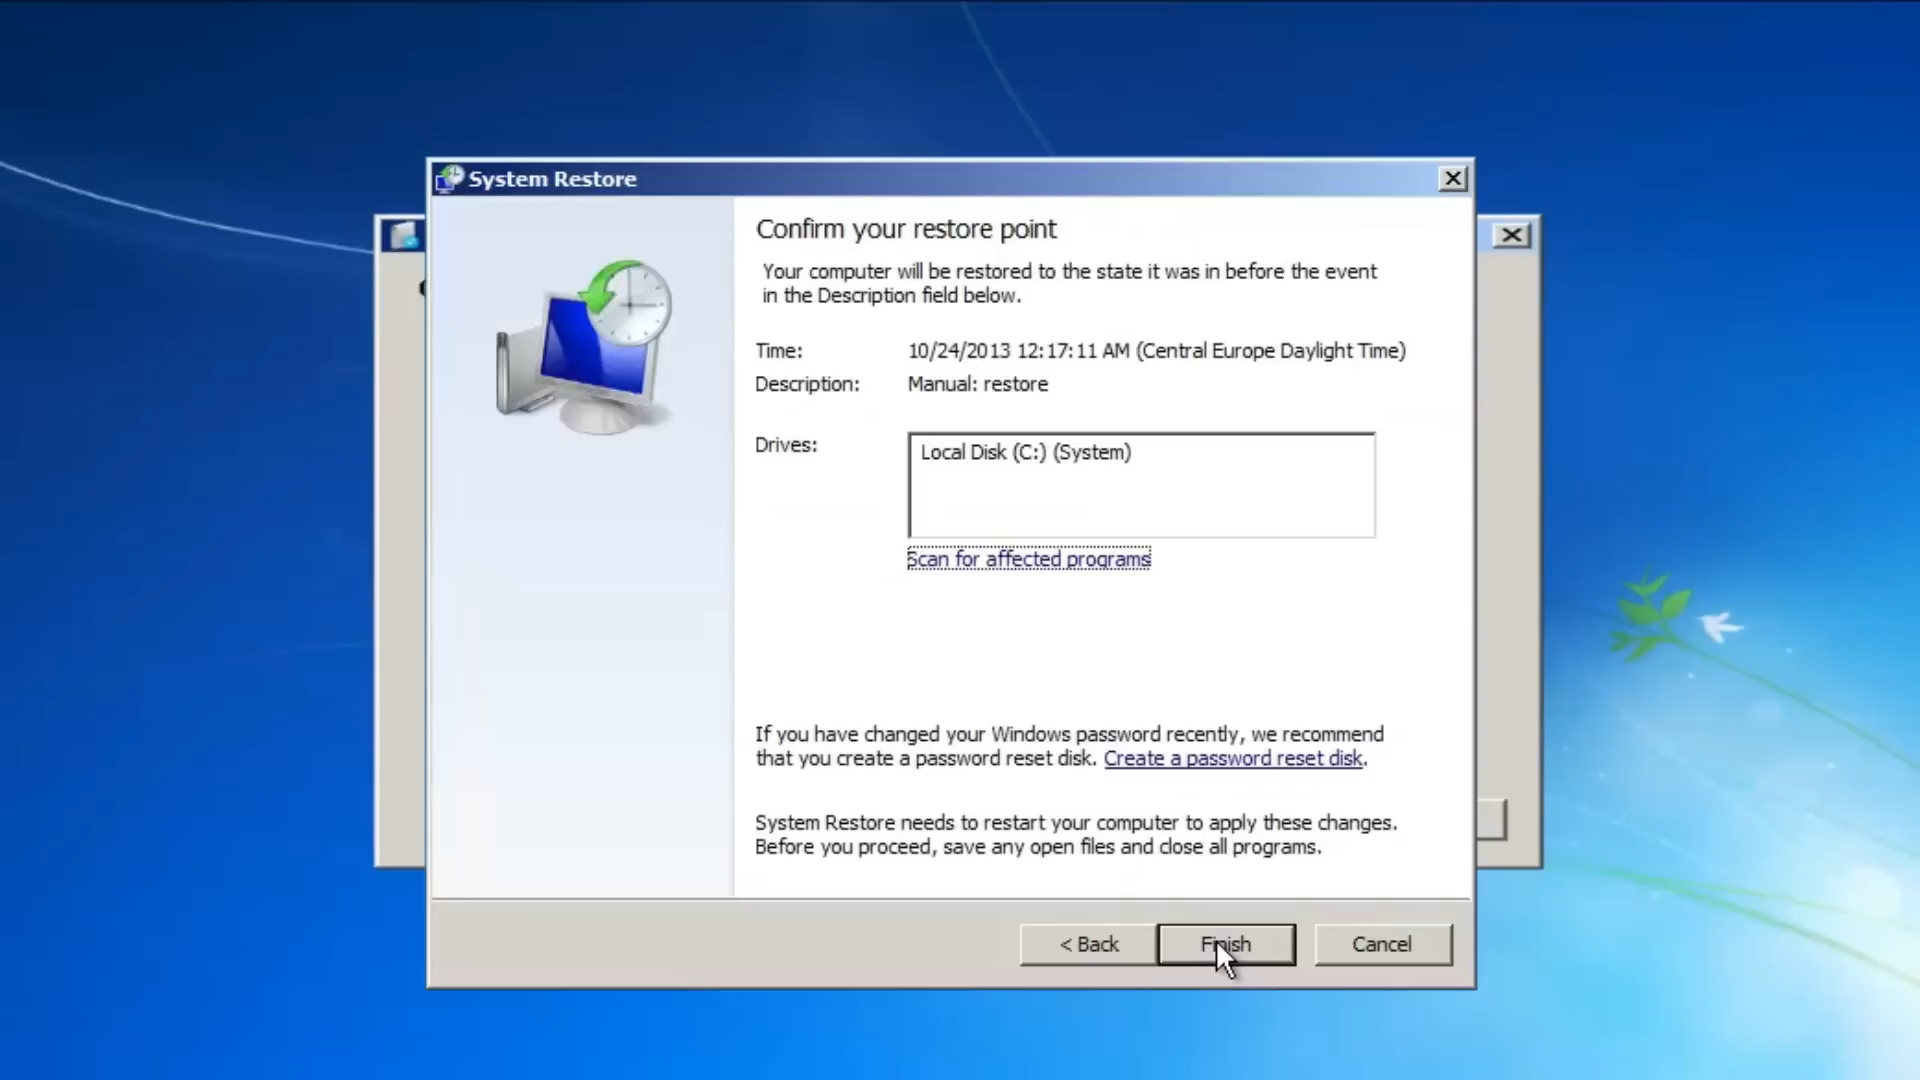 System Restore
Confirm your restore point
Your computer will be restored to the state it was in before the event
in the Description field below.
Time: 10/24/2013 12:17:11 AM (Central Europe Daylight Time)
Description: Manual: restore
Drives: Local Disk (C:) (System)
Scan for affected programs
If you have changed your Windows password recently, we recommend
that you create a password reset disk. Create a password reset disk.
System Restore needs to restart your computer to apply these changes.
Before you proceed, save any open files and close all programs.
< Back Finish Cancel